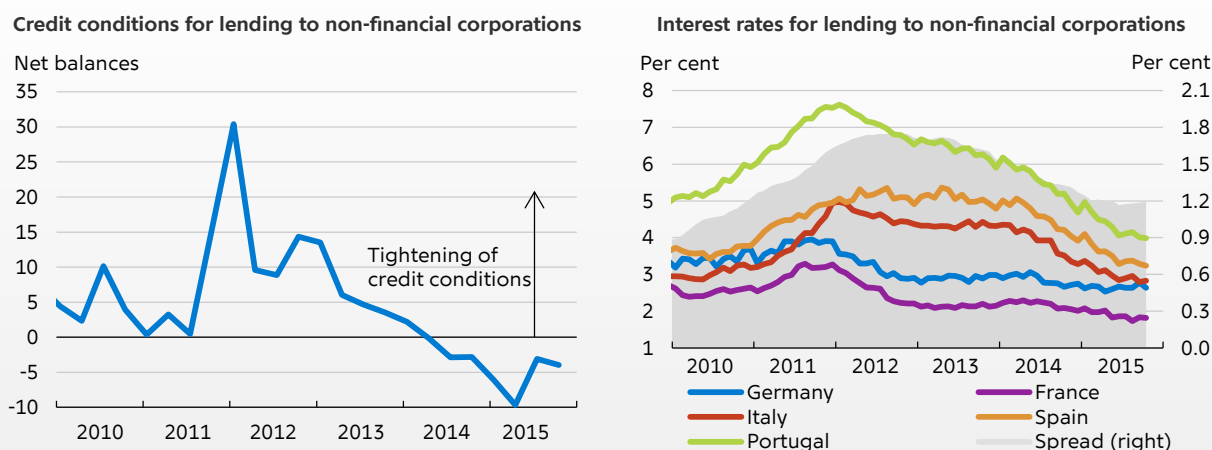 Credit conditions for lending to non-financial corporations
Net balances
35
30
25
20
15
10
5
0
-5
-10
Tightening of
credit conditions
2010 2011 2012 2013 2014 2015
Interest rates for lending to non-financial corporations
Per cent Per cent
8 2.1
7 1.8
6 1.5
5 1.2
4 0.9
3 0.6
2 0.3
1 0.0
2010 2011 2012 2013 2014 2015
Germany France
Italy Spain
Portugal Spread (right)